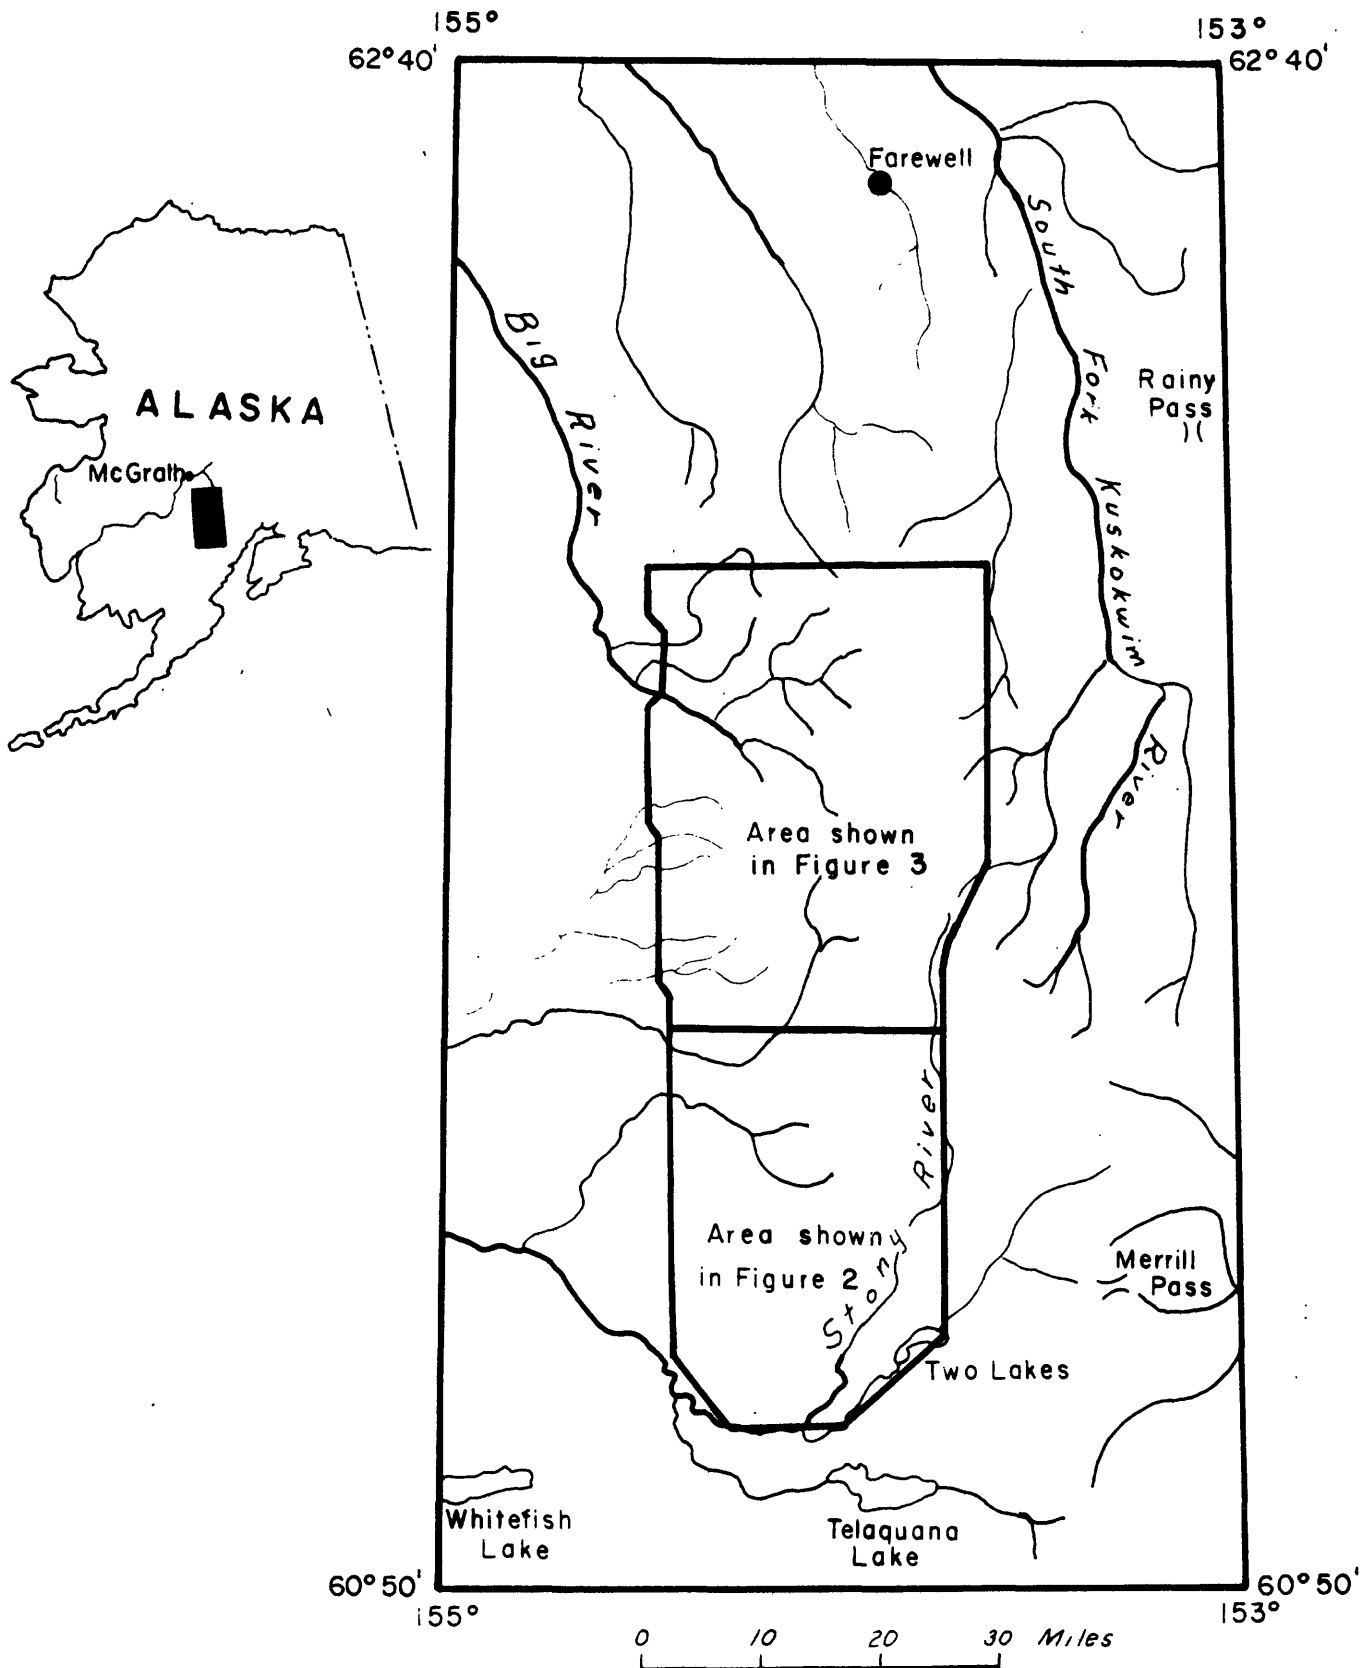 155°
153°
62°40'
62°40'
Farewell
South Fork Kuskokwim River
Big River
Rainy
Pass
ALASKA
McGrath
Area shown
in Figure 3
Area shown
in Figure 2
Stony River
Merrill
Pass
Two Lakes
Whitefish
Lake
Telaquana
Lake
60°50'
60°50'
155°
153°
0 10 20 30 Miles